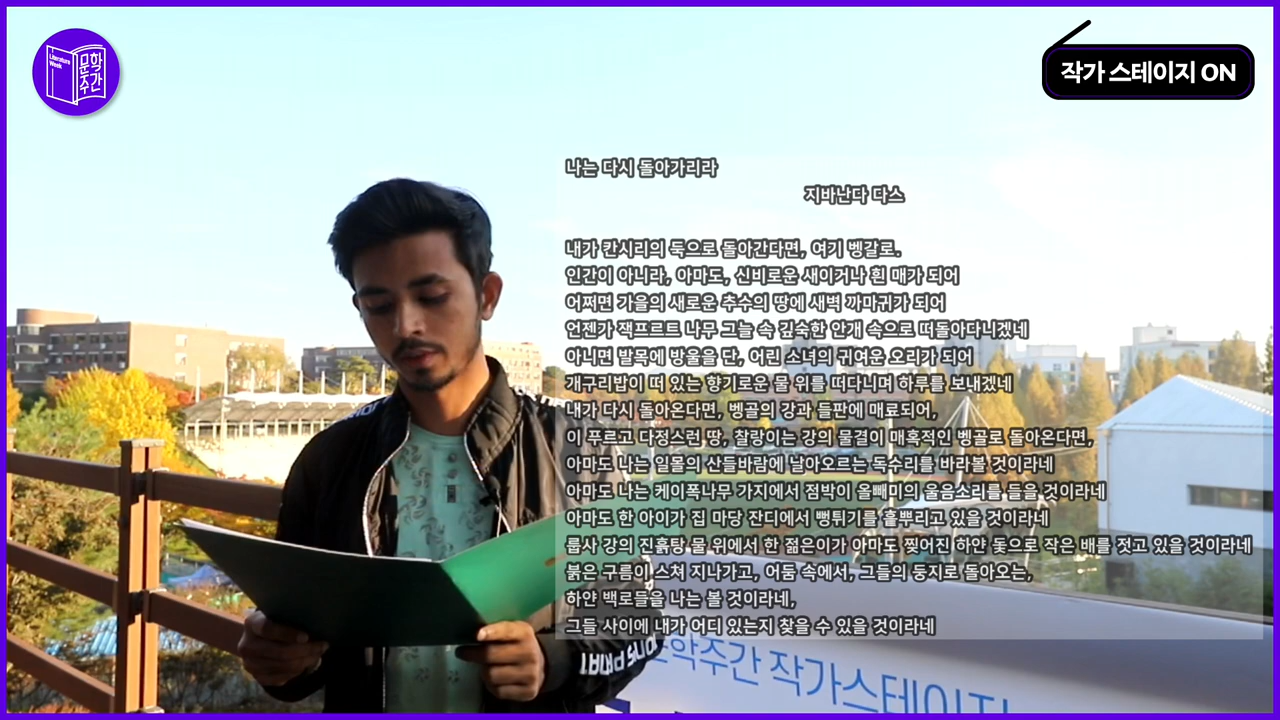 Literature
Week
문학
주간
작가 스테이지 ON
나는 다시 돌아가리라
지바난다 다스
내가 칸시리의 둑으로 돌아간다면, 여기 벵갈로.
인간이 아니라, 아마도, 신비로운 새이거나 흰 매가 되어
어쩌면 가을의 새로운 추수의 땅에 새벽 까마귀가 되어
언젠가 잭프르트 나무 그늘 속 깊숙한 안개 속으로 떠돌아다니겠네
아니면 발목에 방울을 단, 어린 소녀의 귀여운 오리가 되어
개구리밥이 떠 있는 향기로운 물 위를 떠다니며 하루를 보내겠네
내가 다시 돌아온다면, 벵골의 강과 들판에 매료되어,
이 푸르고 다정스런 땅, 찰랑이는 강의 물결이 매혹적인 벵골로 돌아온다면,
아마도 나는 일몰의 산들바람에 날아오르는 독수리를 바라볼 것이라네
아마도 나는 케이폭나무 가지에서 점박이 올빼미의 울음소리를 들을 것이라네
아마도 한 아이가 집 마당 잔디에서 뻥튀기를 흩뿌리고 있을 것이라네
룹사 강의 진흙탕 물 위에서 한 젊은이가 아마도 찢어진 하얀 돛으로 작은 배를 젓고 있을 것이라네
붉은 구름이 스쳐 지나가고, 어둠 속에서, 그들의 둥지로 돌아오는,
하얀 백로들을 나는 볼 것이라네,
그들 사이에 내가 어디 있는지 찾을 수 있을 것이라네
문학주간 작가스테이지